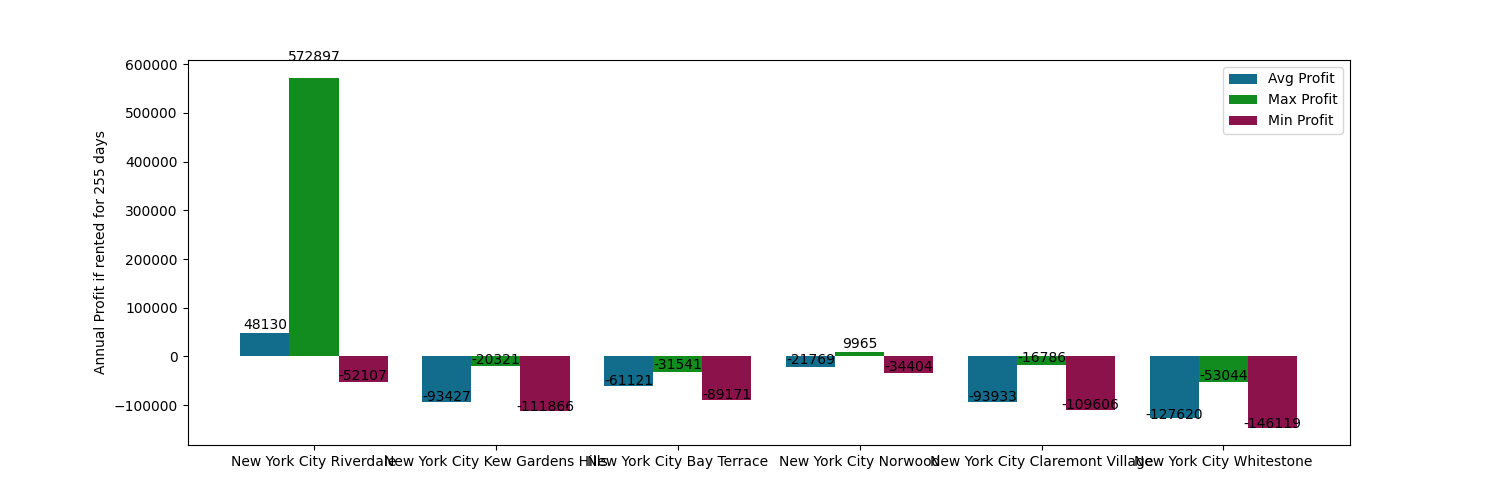 572897
600000
Avg Profit
Max Profit
Min Profit
500000
400000
300000
200000
100000
0
−100000
Annual Profit if rented for 255 days
48130
-52107
-93427
-20321
-111866
-61121
-31541
-89171
-21769
9965
-34404
-93933
-16786
-109606
-127620
-53044
-146119
New York City Riverdale
New York City Kew Gardens Hills
New York City Bay Terrace
New York City Norwood
New York City Claremont Village
New York City Whitestone